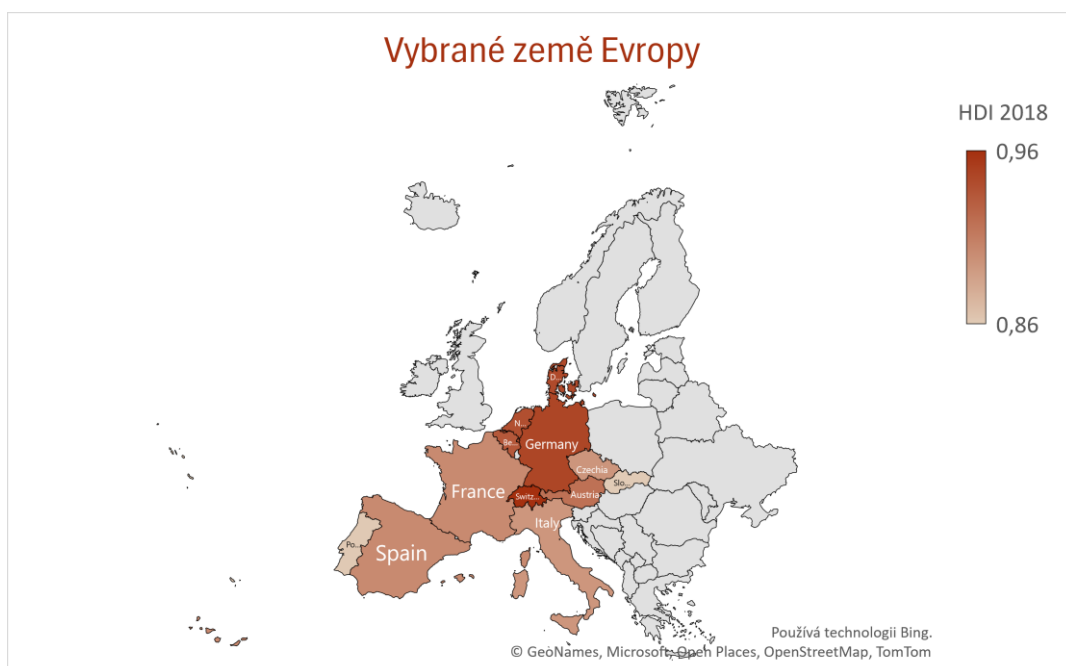 Vybrané země Evropy
HDI 2018
0,96
0,86
D...
N...
Be...
Germany
Czechia
Slo...
France
Switz...
Austria
Italy
Po...
Spain
Používá technologii Bing.
© GeoNames, Microsoft, Open Places, OpenStreetMap, TomTom